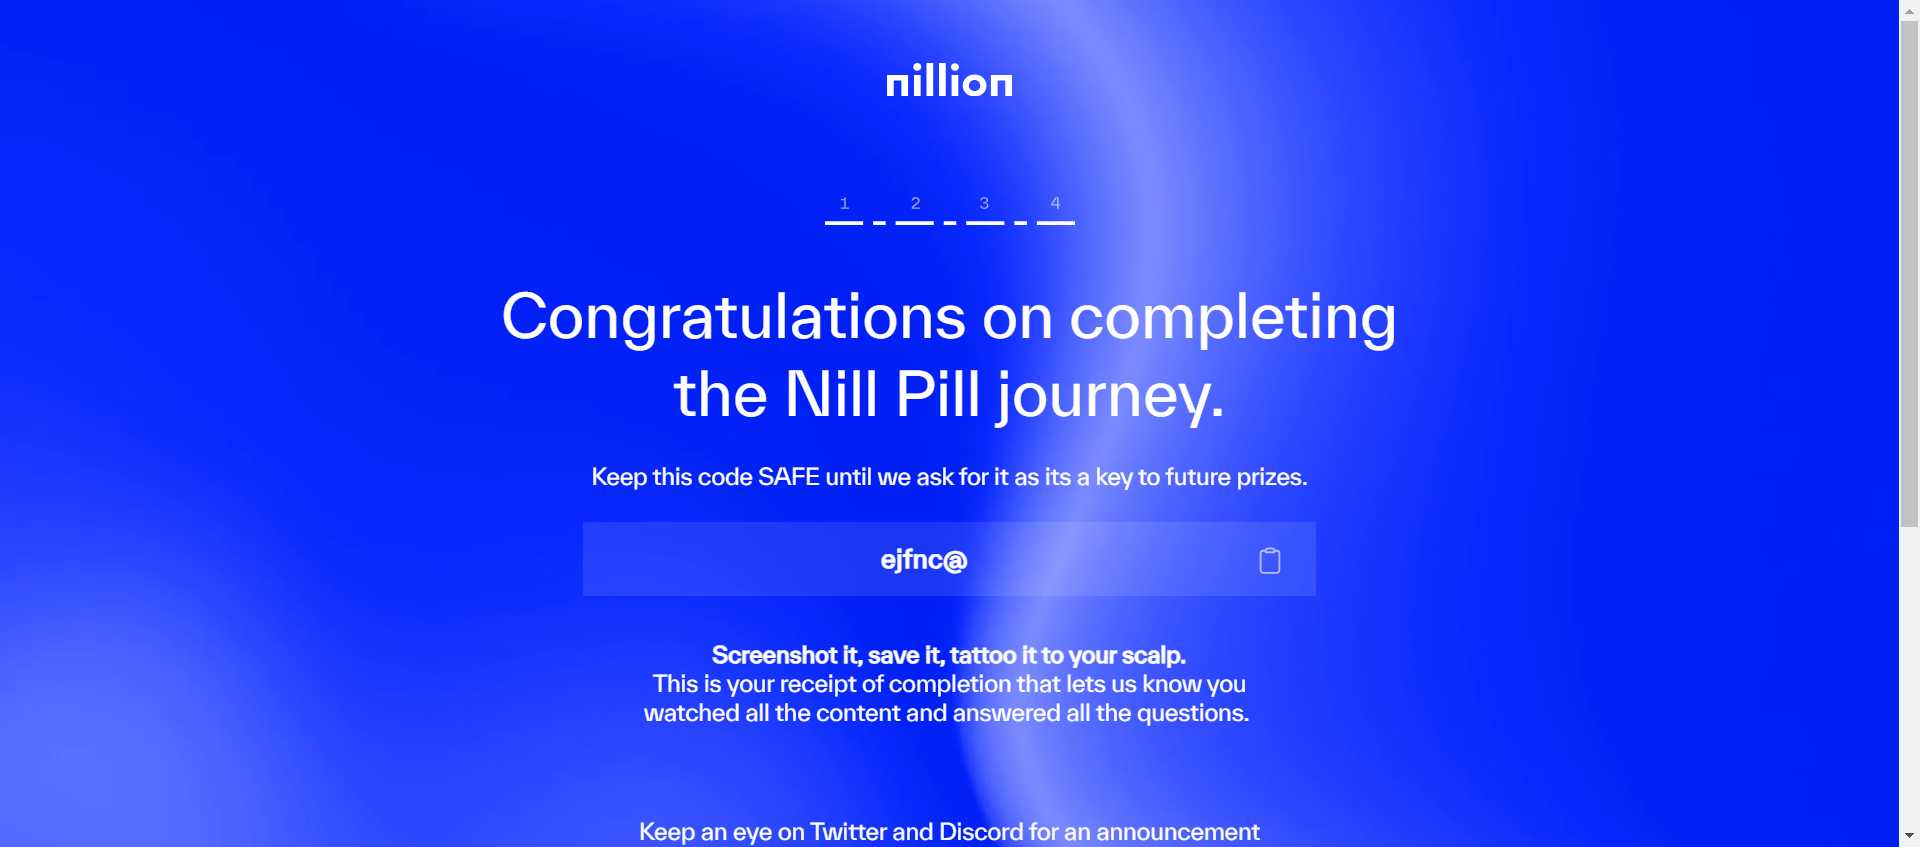 nillion
1 2 3 4
Congratulations on completing
the Nill Pill journey.
Keep this code SAFE until we ask for it as its a key to future prizes.
ejfnc@
Screenshot it, save it, tattoo it to your scalp.
This is your receipt of completion that lets us know you
watched all the content and answered all the questions.
Keep an eye on Twitter and Discord for an announcement